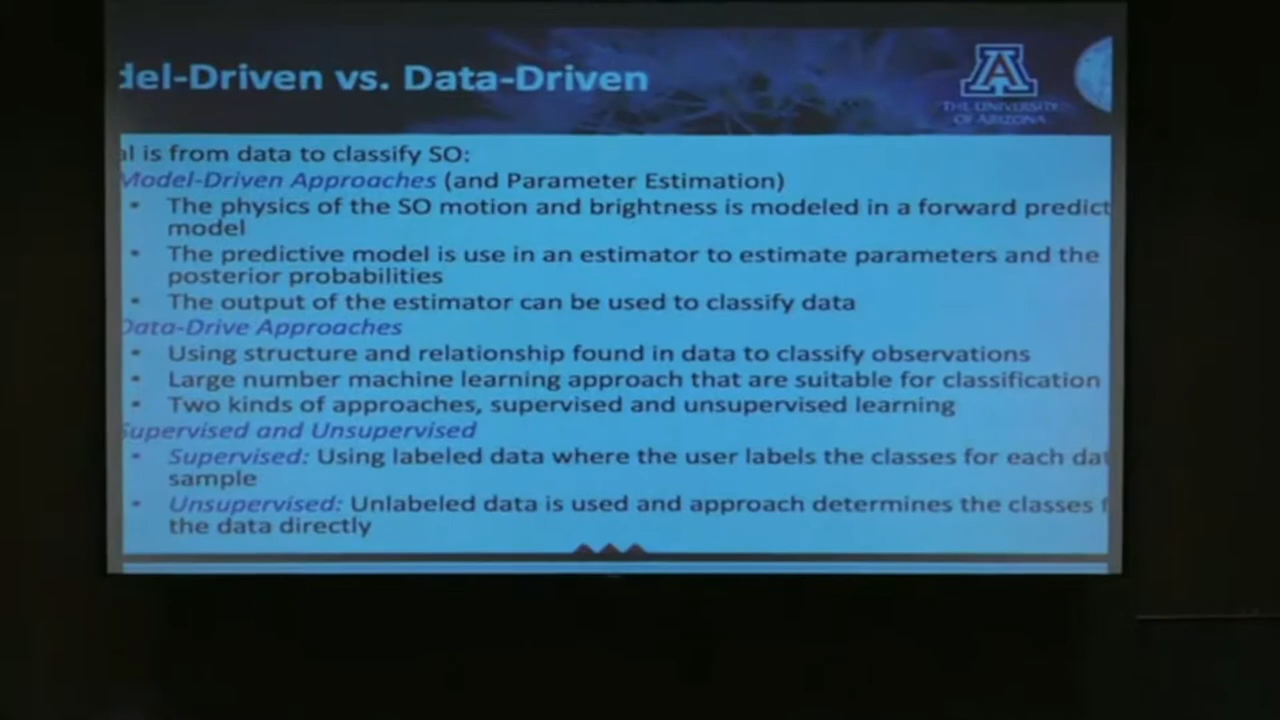 del-Driven vs. Data-Driven
THE UNIVERSITY
OF ARIZONA
al is from data to classify SO:
Model-Driven Approaches (and Parameter Estimation)
• The physics of the SO motion and brightness is modeled in a forward predict
model
• The predictive model is use in an estimator to estimate parameters and the
posterior probabilities
• The output of the estimator can be used to classify data
Data-Drive Approaches
• Using structure and relationship found in data to classify observations
• Large number machine learning approach that are suitable for classification
• Two kinds of approaches, supervised and unsupervised learning
Supervised and Unsupervised
• Supervised: Using labeled data where the user labels the classes for each dat
sample
• Unsupervised: Unlabeled data is used and approach determines the classes f
the data directly